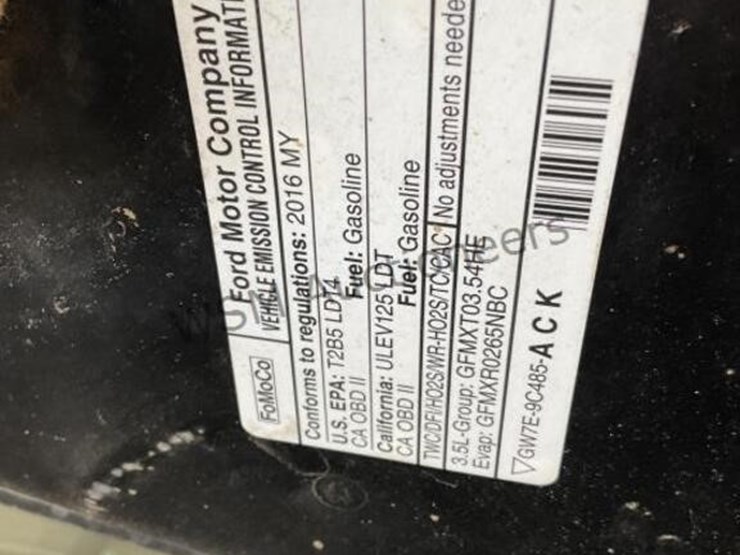 FoMoCo
Ford Motor Company
VEHICLE EMISSION CONTROL INFORMAT
Conforms to regulations: 2016 MY
U.S. EPA: T2B5 LDT4
CA OBD II Fuel: Gasoline
California: ULEV125 LDT
CA OBD II Fuel: Gasoline
TWC/DFI/HO2S/WR-HO2S/TC/CAC No adjustments neede
3.5L-Group: GFMXT03.54HE
Evap: GFMXR0265NBC
▽GW7E-9C485-A C K